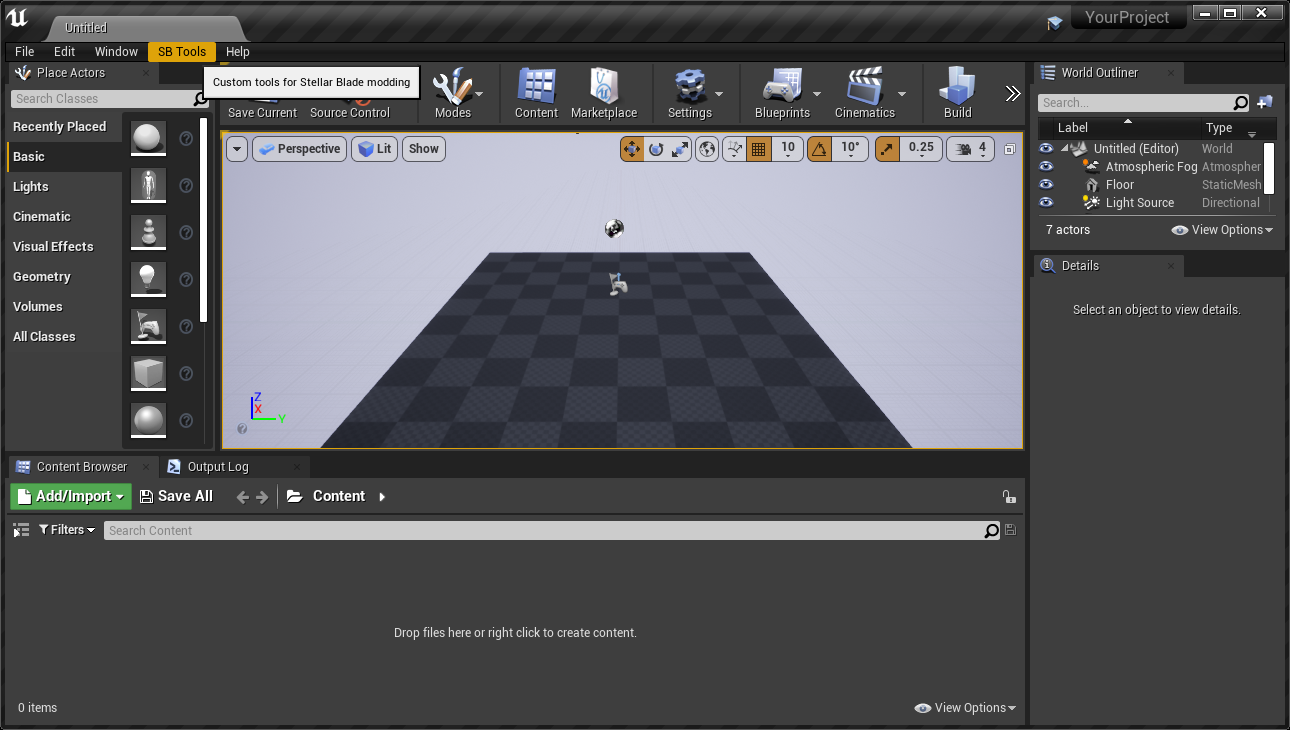 Untitled
YourProject
File Edit Window SB Tools Help
Custom tools for Stellar Blade modding
Place Actors
Search Classes
Recently Placed
Basic
Lights
Cinematic
Visual Effects
Geometry
Volumes
All Classes
Save Current Source Control Modes Content Marketplace Settings Blueprints Cinematics Build
Perspective Lit Show 10 10° 0.25 4
Z
X
Y
World Outliner
Search...
Label Type
Untitled (Editor) World
Atmospheric Fog Atmospher
Floor StaticMesh
Light Source Directional
7 actors View Options
Details
Select an object to view details.
Content Browser Output Log
Add/Import Save All Content
Filters Search Content
Drop files here or right click to create content.
0 items View Options